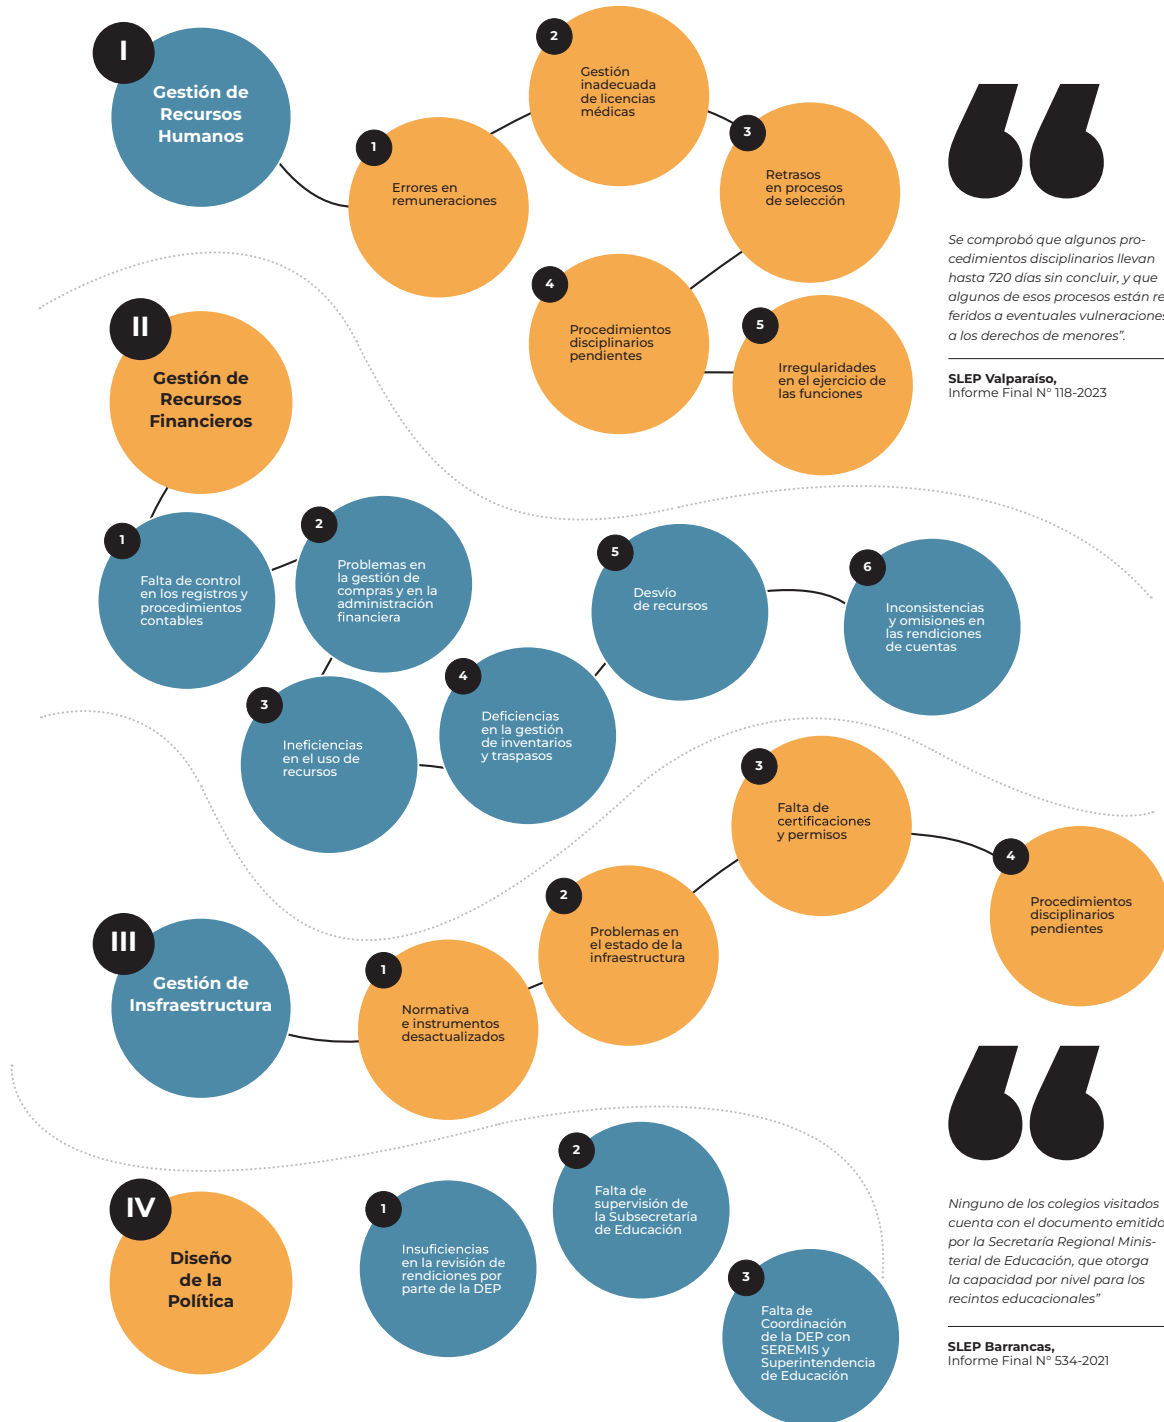 I
Gestión de
Recursos
Humanos
1
Errores en
remuneraciones
2
Gestión
inadecuada
de licencias
médicas
3
Retrasos
en procesos
de selección
4
Procedimientos
disciplinarios
pendientes
5
Irregularidades
en el ejercicio de
las funciones
Se comprobó que algunos pro-
cedimientos disciplinarios llevan
hasta 720 días sin concluir, y que
algunos de esos procesos están re
feridos a eventuales vulneraciones
a los derechos de menores”.
SLEP Valparaíso,
Informe Final N° 118-2023
II
Gestión de
Recursos
Financieros
1
Falta de control
en los registros y
procedimientos
contables
2
Problemas en
la gestión de
compras y en la
administración
financiera
3
Ineficiencias
en el uso de
recursos
4
Deficiencias
en la gestión
de inventarios
y traspasos
5
Desvío
de recursos
6
Inconsistencias
y omisiones en
las rendiciones
de cuentas
III
Gestión de
Insfraestructura
1
Normativa
e instrumentos
desactualizados
2
Problemas en
el estado de la
infraestructura
3
Falta de
certificaciones
y permisos
4
Procedimientos
disciplinarios
pendientes
IV
Diseño
de la
Política
1
Insuficiencias
en la revisión de
rendiciones por
parte de la DEP
2
Falta de
supervisión de
la Subsecretaría
de Educación
3
Falta de
Coordinación
de la DEP con
SEREMIS y
Superintendencia
de Educación
Ninguno de los colegios visitados
cuenta con el documento emitido
por la Secretaría Regional Minis-
terial de Educación, que otorga
la capacidad por nivel para los
recintos educacionales”
SLEP Barrancas,
Informe Final N° 534-2021